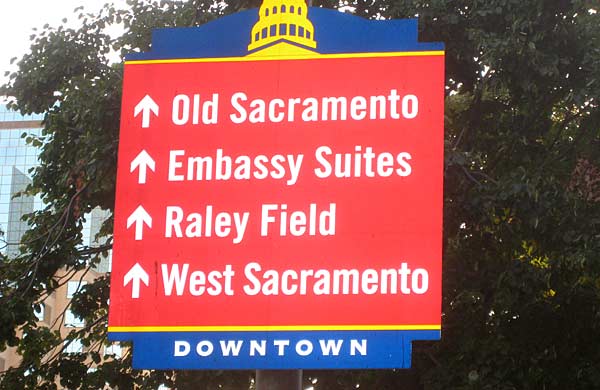 Old Sacramento
Embassy Suites
Raley Field
West Sacramento
DOWNTOWN